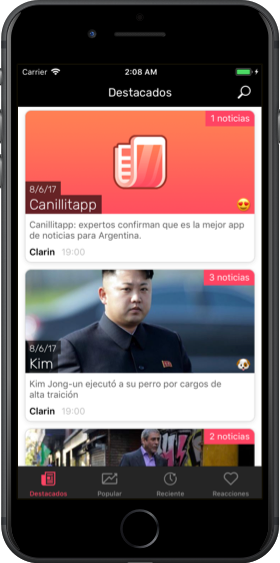 Carrier 2:08 AM
Destacados
1 noticias
8/6/17
Canillitapp
Canillitapp: expertos confirman que es la mejor app
de noticias para Argentina.
Clarín 19:00
3 noticias
8/6/17
Kim
Kim Jong-un ejecutó a su perro por cargos de
alta traición
Clarín 19:00
2 noticias
Destacados Popular Reciente Reacciones